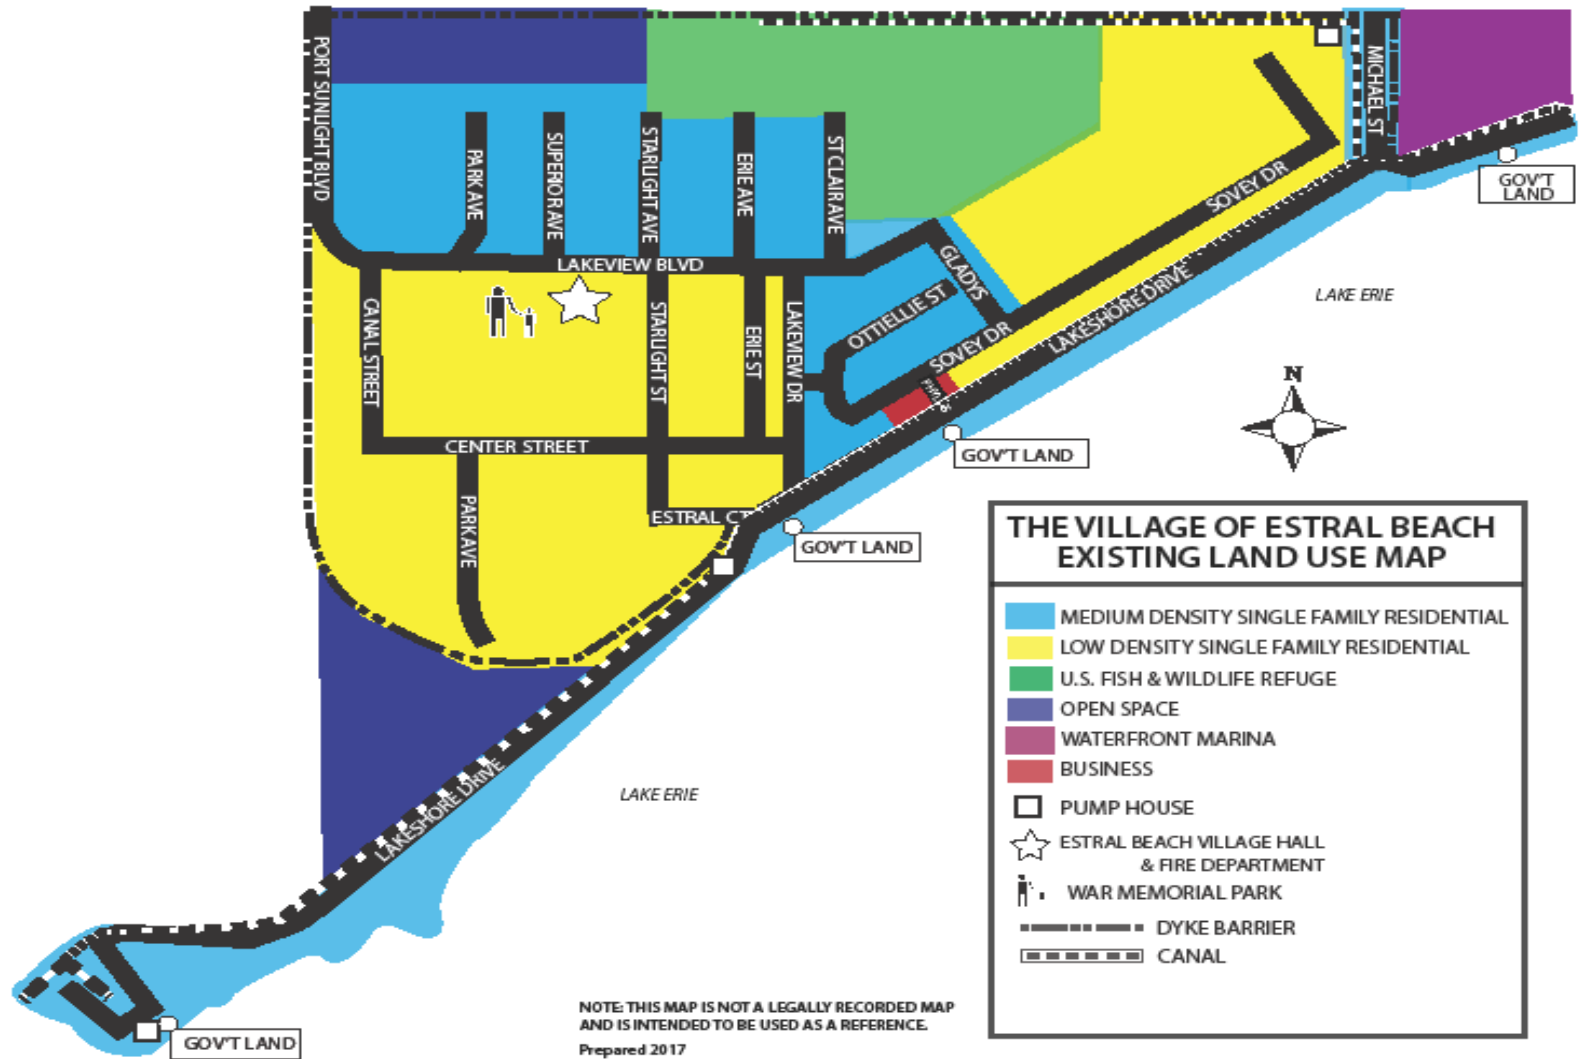 PORT SUNLIGHT BLVD
PARK AVE
SUPERIOR AVE
STARLIGHT AVE
ERIE AVE
ST CLAIR AVE
MICHAEL ST
SOVEY DR
GOV'T
LAND
LAKEVIEW BLVD
GLADYS
LAKE ERIE
CANAL STREET
STARLIGHT ST
ERIE ST
LAKEVIEW DR
OTTIELLIE ST
SOVEY DR
LAKESHORE DRIVE
N
CENTER STREET
GOV'T LAND
PARK AVE
ESTRAL CT
GOV'T LAND
LAKE ERIE
LAKESHORE DRIVE
GOV'T LAND
THE VILLAGE OF ESTRAL BEACH
EXISTING LAND USE MAP
MEDIUM DENSITY SINGLE FAMILY RESIDENTIAL
LOW DENSITY SINGLE FAMILY RESIDENTIAL
U.S. FISH & WILDLIFE REFUGE
OPEN SPACE
WATERFRONT MARINA
BUSINESS
PUMP HOUSE
ESTRAL BEACH VILLAGE HALL
& FIRE DEPARTMENT
WAR MEMORIAL PARK
DYKE BARRIER
CANAL
NOTE: THIS MAP IS NOT A LEGALLY RECORDED MAP
AND IS INTENDED TO BE USED AS A REFERENCE.
Prepared 2017